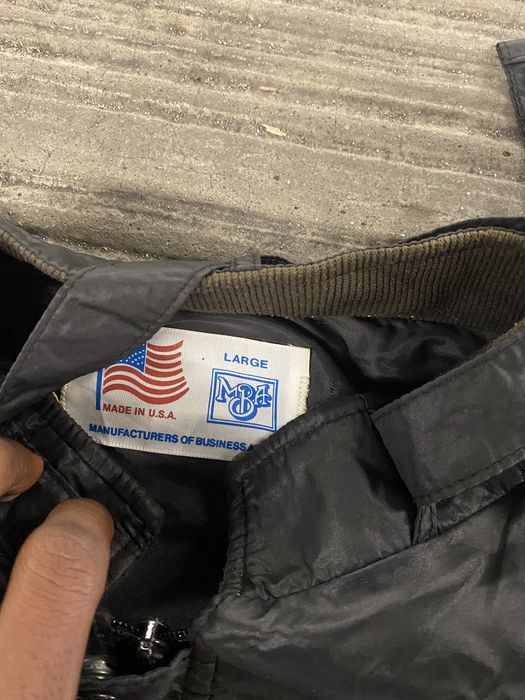 LARGE
MBA
MADE IN U.S.A.
MANUFACTURERS OF BUSINESS